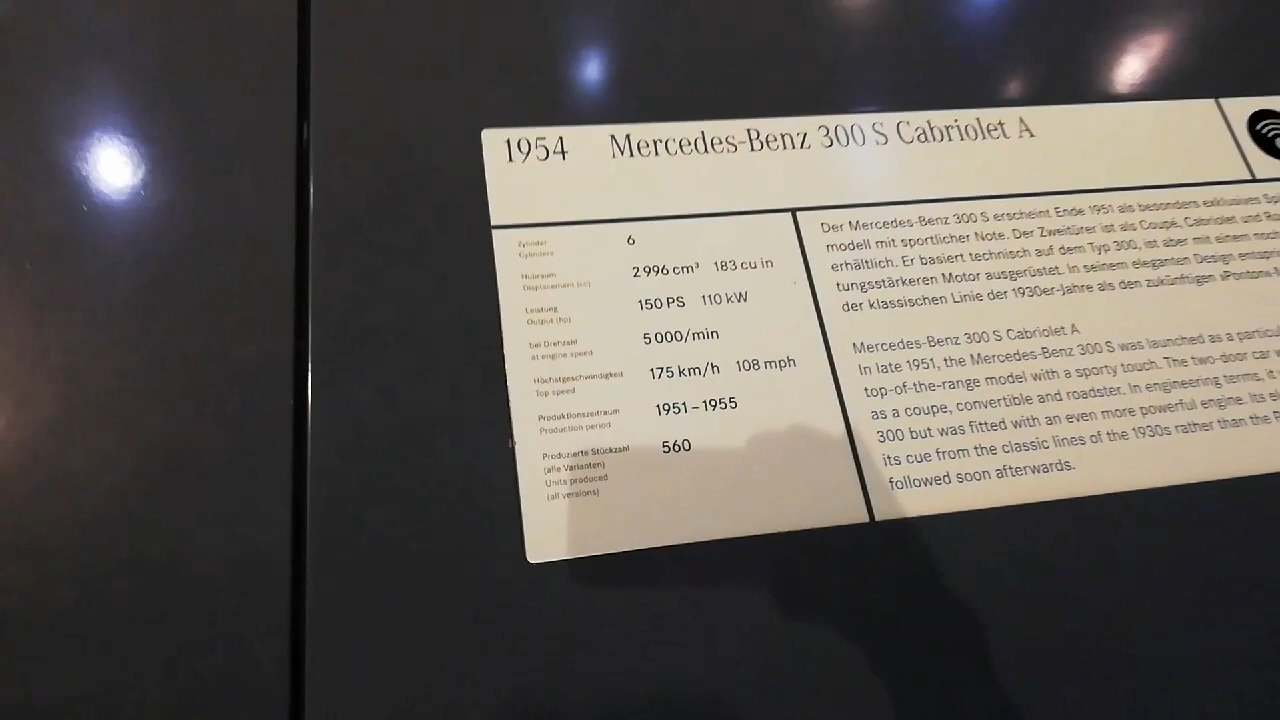 1954 Mercedes-Benz 300 S Cabriolet A
Zylinder
Cylinders
6
Hubraum
Displacement (cc)
2 996 cm³ 183 cu in
Leistung
Output (hp)
150 PS 110 kW
bei Drehzahl
at engine speed
5 000/min
Höchstgeschwindigkeit
Top speed
175 km/h 108 mph
Produktionszeitraum
Production period
1951–1955
Produzierte Stückzahl
(alle Varianten)
Units produced
(all versions)
560
Der Mercedes-Benz 300 S erscheint Ende 1951 als besonders exklusives
modell mit sportlicher Note. Der Zweitürer ist als Coupé, Cabriolet und
erhältlich. Er basiert technisch auf dem Typ 300, ist aber mit einem noch
tungsstärkeren Motor ausgerüstet. In seinem eleganten Design
der klassischen Linie der 1930er-Jahre als den zukünftigen
Mercedes-Benz 300 S Cabriolet A
In late 1951, the Mercedes-Benz 300 S was launched as a
top-of-the-range model with a sporty touch. The two-door car
as a coupe, convertible and roadster. In engineering terms, it
300 but was fitted with an even more powerful engine. Its
its cue from the classic lines of the 1930s rather than the
followed soon afterwards.